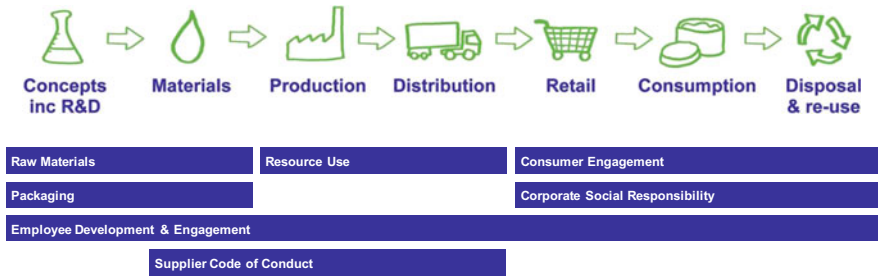 Concepts
inc R&D
Materials
Production
Distribution
Retail
Consumption
Disposal
& re-use
Raw Materials
Resource Use
Consumer Engagement
Packaging
Corporate Social Responsibility
Employee Development & Engagement
Supplier Code of Conduct